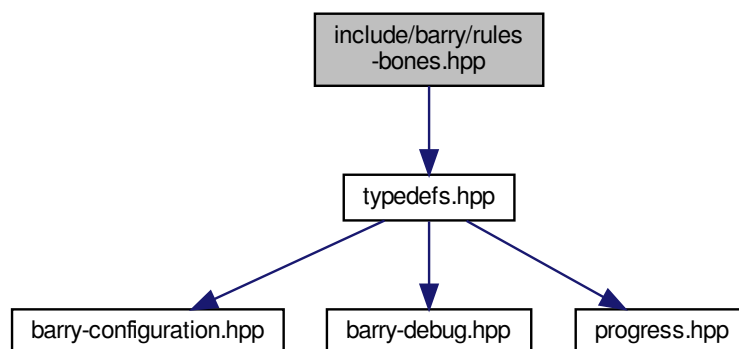 include/barry/rules
-bones.hpp
typedefs.hpp
barry-configuration.hpp
barry-debug.hpp
progress.hpp